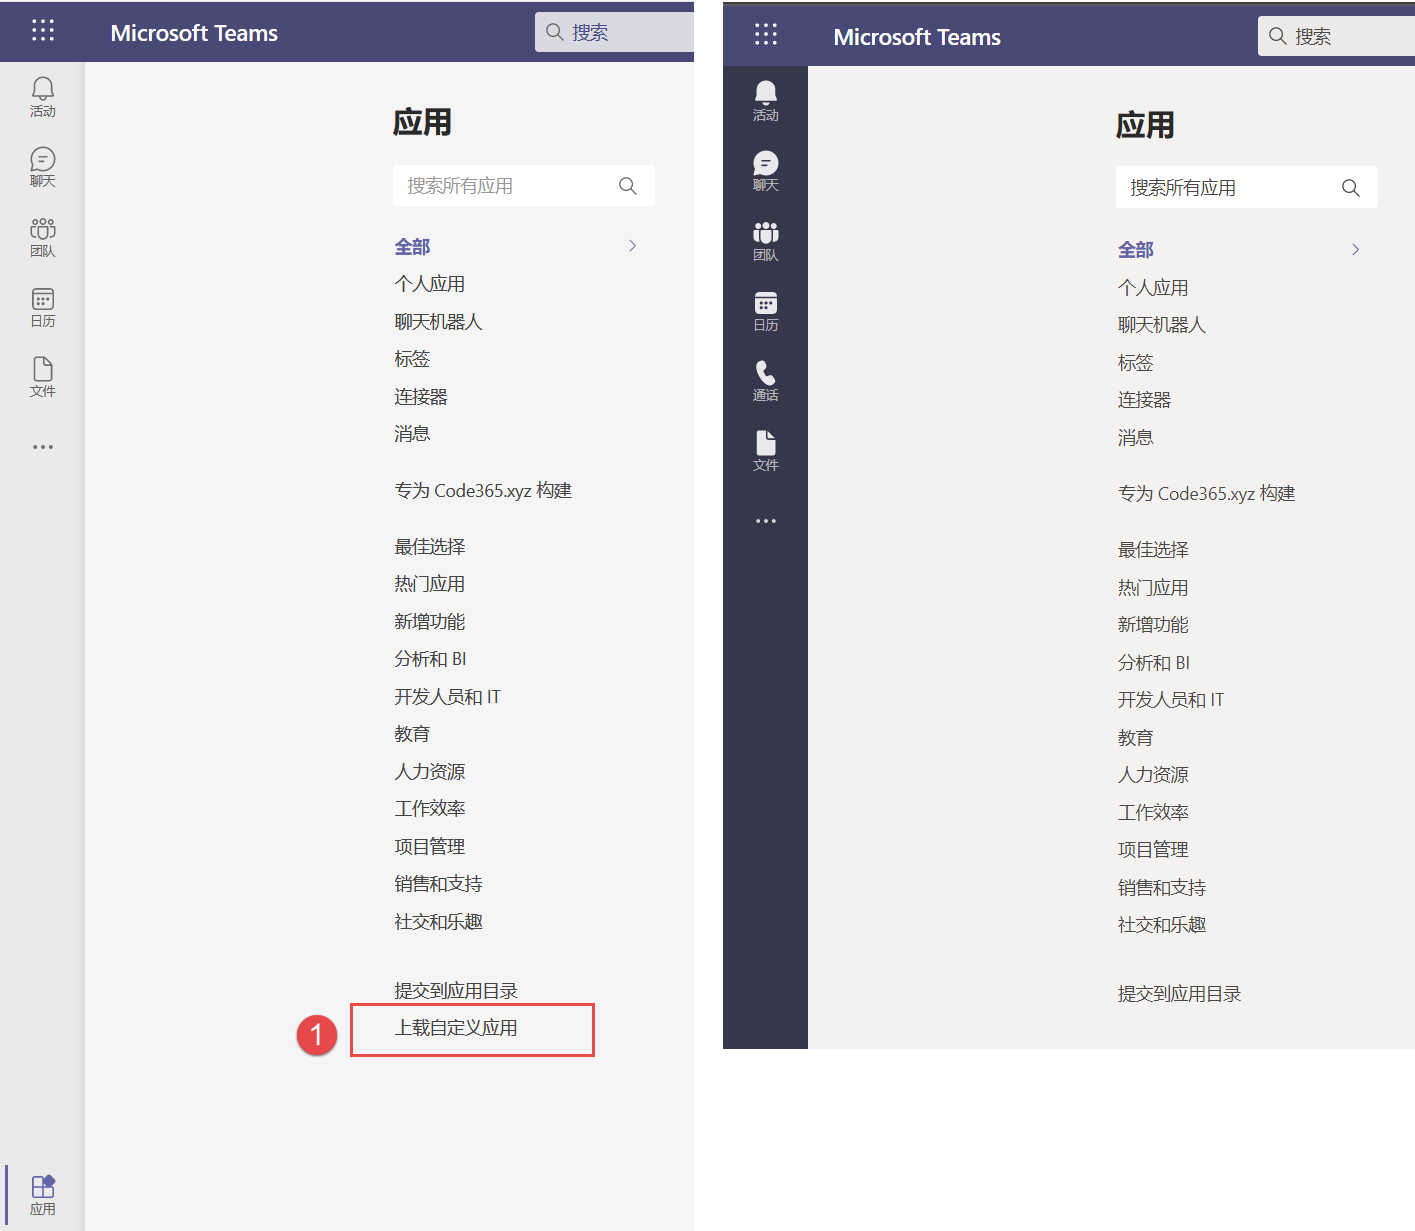 Microsoft Teams
搜索
活动
聊天
团队
日历
文件
应用
搜索所有应用
全部
个人应用
聊天机器人
标签
连接器
消息
专为 Code365.xyz 构建
最佳选择
热门应用
新增功能
分析和 BI
开发人员和 IT
教育
人力资源
工作效率
项目管理
销售和支持
社交和乐趣
提交到应用目录
1
上载自定义应用
应用
Microsoft Teams
搜索
活动
聊天
团队
日历
通话
文件
应用
搜索所有应用
全部
个人应用
聊天机器人
标签
连接器
消息
专为 Code365.xyz 构建
最佳选择
热门应用
新增功能
分析和 BI
开发人员和 IT
教育
人力资源
工作效率
项目管理
销售和支持
社交和乐趣
提交到应用目录